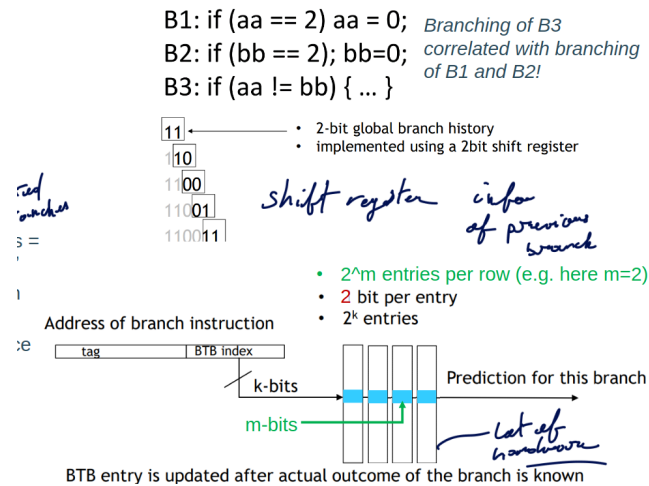 B1: if (aa == 2) aa = 0;
B2: if (bb == 2); bb=0;
B3: if (aa != bb) { ... }
Branching of B3
correlated with branching
of B1 and B2!
11
• 2-bit global branch history
• implemented using a 2bit shift register
110
1100
11001
110011
shift regster infor
of previous
branch
s =
• 2^m entries per row (e.g. here m=2)
• 2 bit per entry
• 2ᵏ entries
Address of branch instruction
ce
tag BTB index
k-bits
Prediction for this branch
m-bits
Lot of
hardware
BTB entry is updated after actual outcome of the branch is known